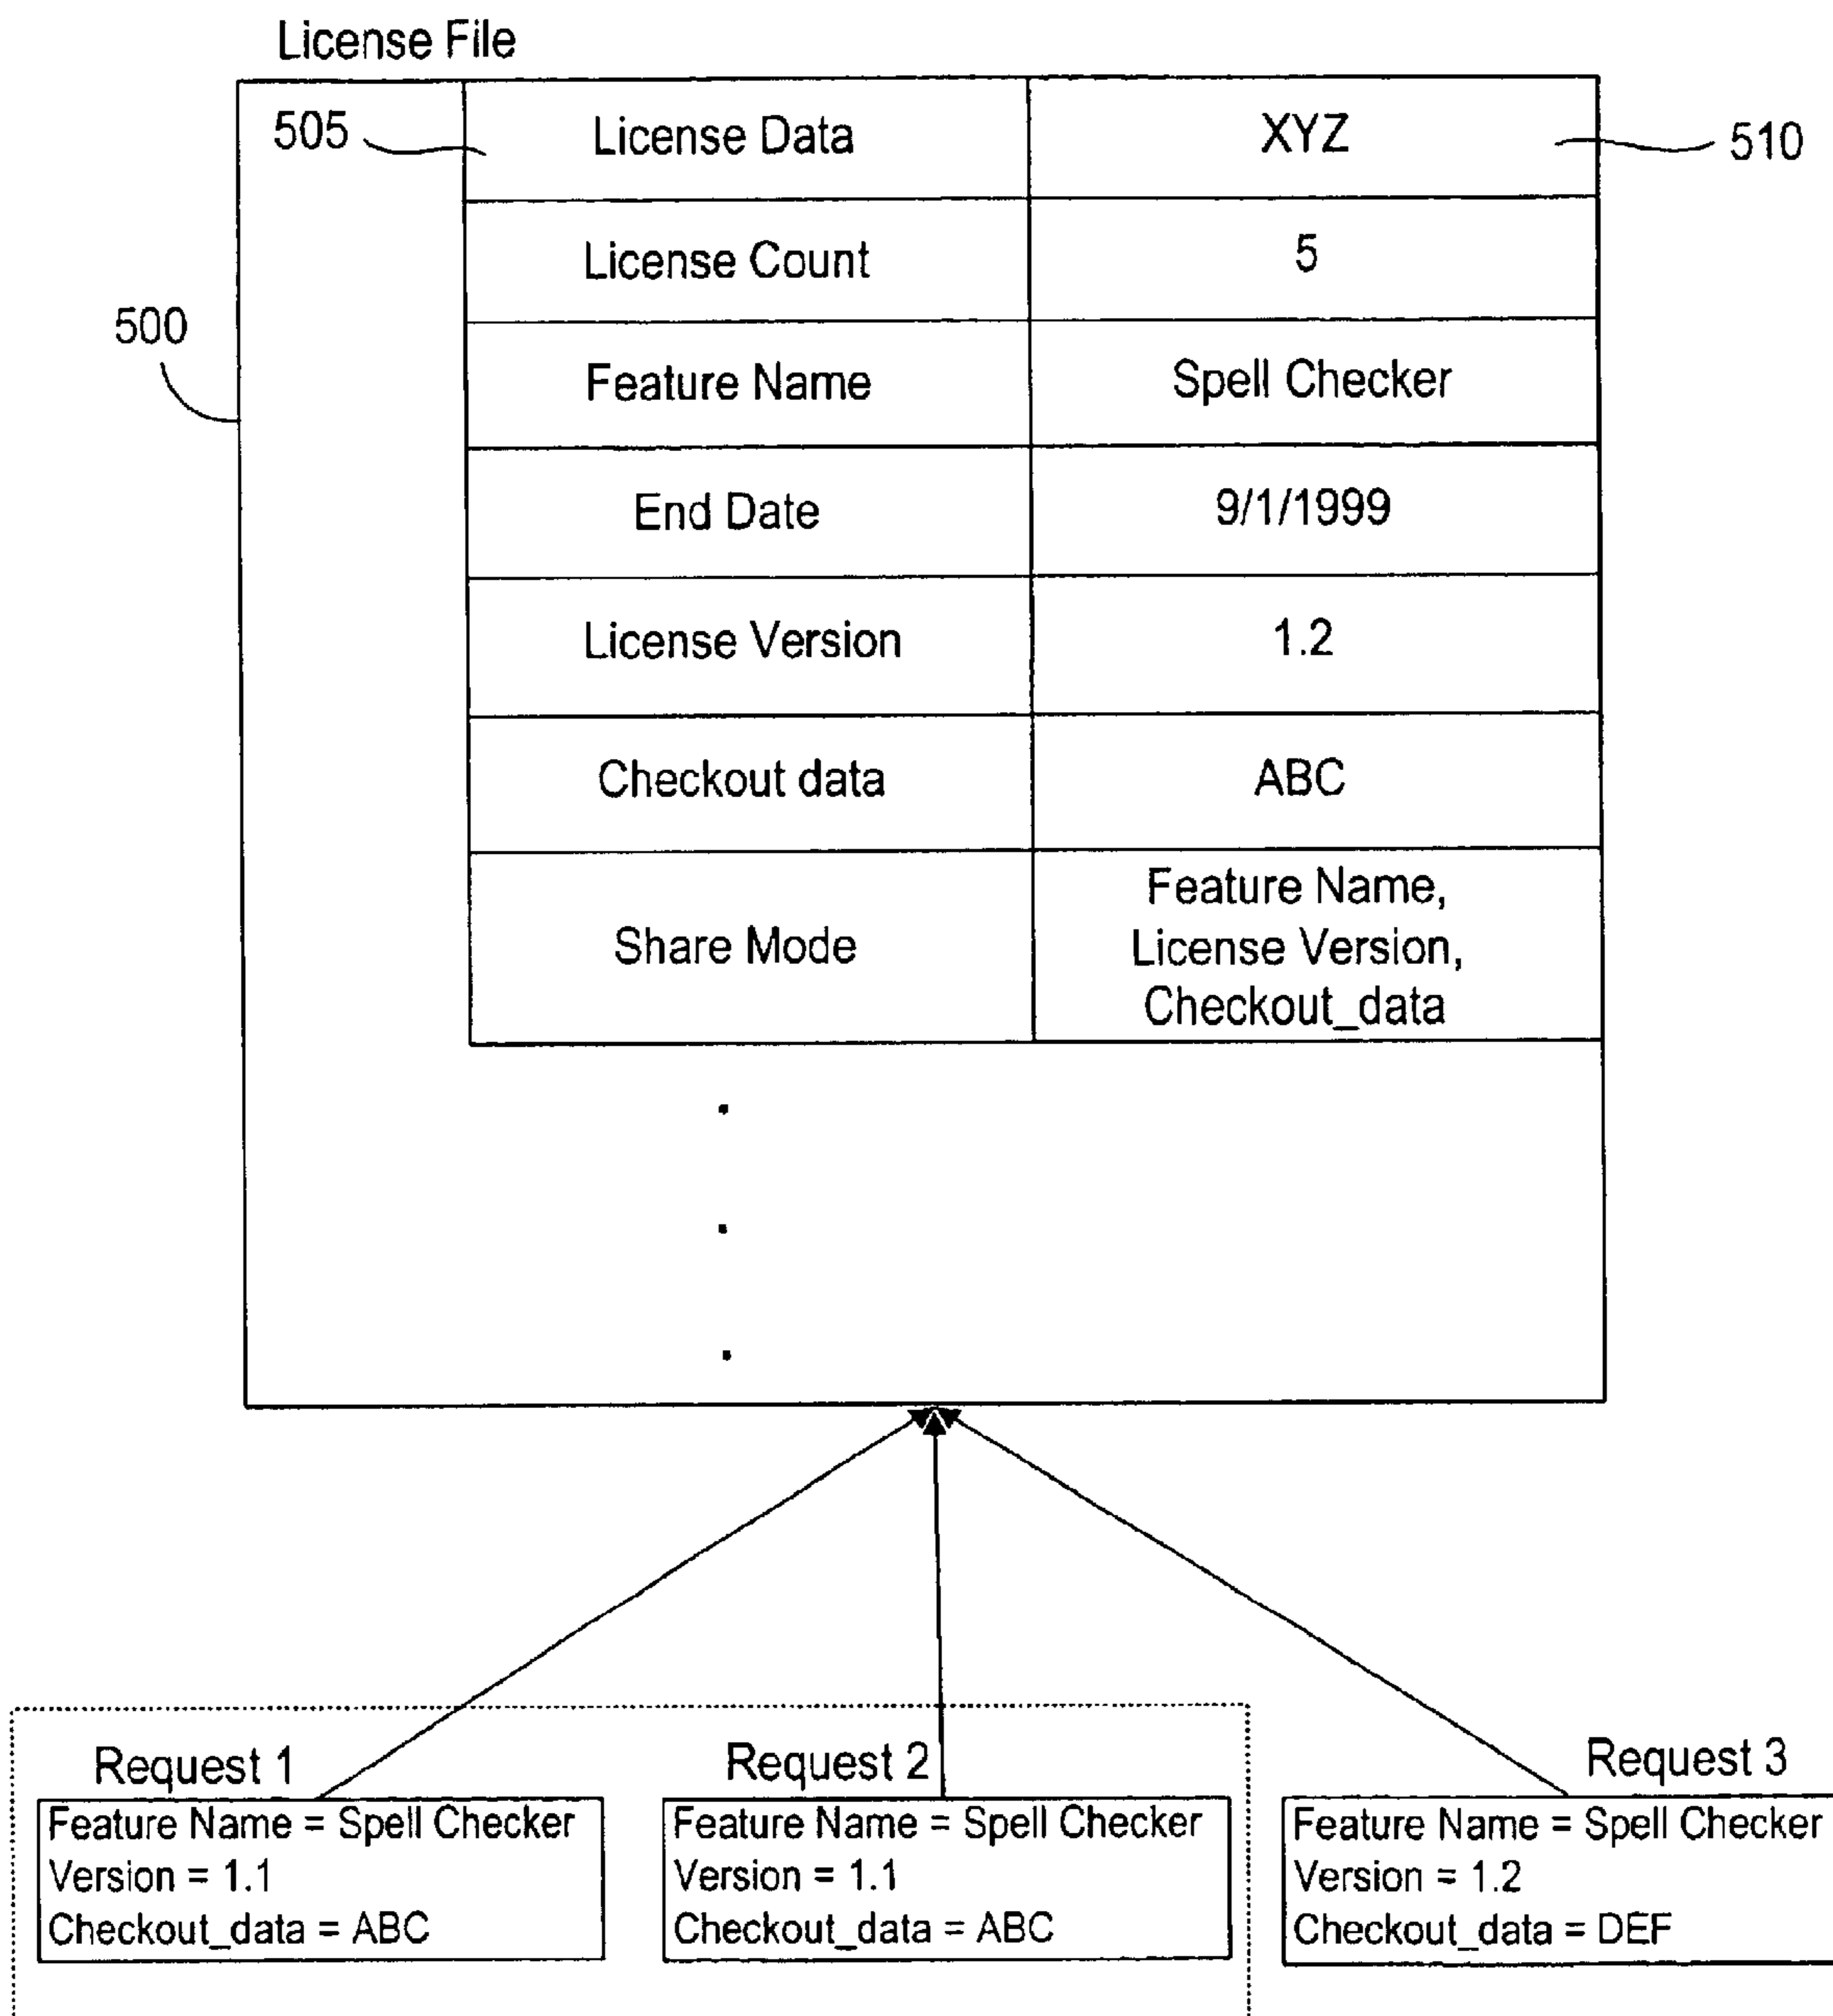 License File
505
License Data
XYZ
510
License Count
5
500
Feature Name
Spell Checker
End Date
9/1/1999
License Version
1.2
Checkout data
ABC
Share Mode
Feature Name,
License Version,
Checkout_data
Request 1
Feature Name = Spell Checker
Version = 1.1
Checkout_data = ABC
Request 2
Feature Name = Spell Checker
Version = 1.1
Checkout_data = ABC
Request 3
Feature Name = Spell Checker
Version = 1.2
Checkout_data = DEF